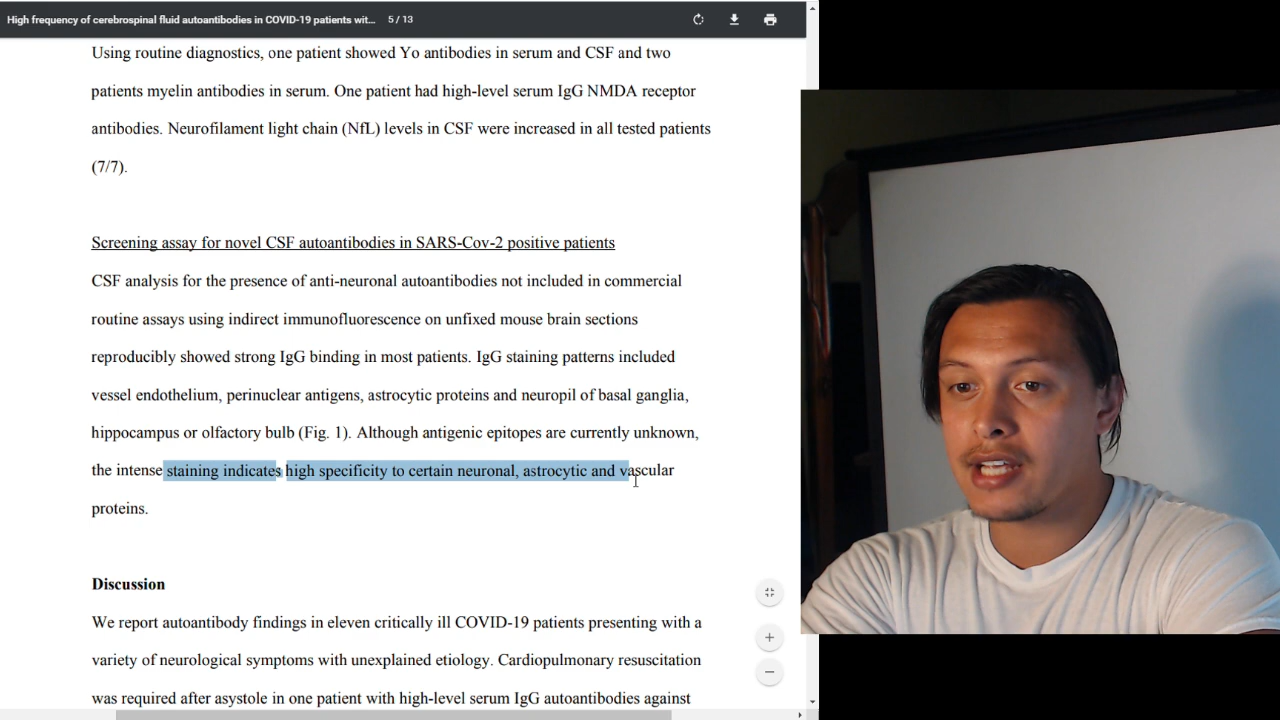 High frequency of cerebrospinal fluid autoantibodies in COVID-19 patients wit... 5 / 13
Using routine diagnostics, one patient showed Yo antibodies in serum and CSF and two
patients myelin antibodies in serum. One patient had high-level serum IgG NMDA receptor
antibodies. Neurofilament light chain (NfL) levels in CSF were increased in all tested patients
(7/7).
Screening assay for novel CSF autoantibodies in SARS-Cov-2 positive patients
CSF analysis for the presence of anti-neuronal autoantibodies not included in commercial
routine assays using indirect immunofluorescence on unfixed mouse brain sections
reproducibly showed strong IgG binding in most patients. IgG staining patterns included
vessel endothelium, perinuclear antigens, astrocytic proteins and neuropil of basal ganglia,
hippocampus or olfactory bulb (Fig. 1). Although antigenic epitopes are currently unknown,
the intense staining indicates high specificity to certain neuronal, astrocytic and vascular
proteins.
Discussion
We report autoantibody findings in eleven critically ill COVID-19 patients presenting with a
variety of neurological symptoms with unexplained etiology. Cardiopulmonary resuscitation
was required after asystole in one patient with high-level serum IgG autoantibodies against